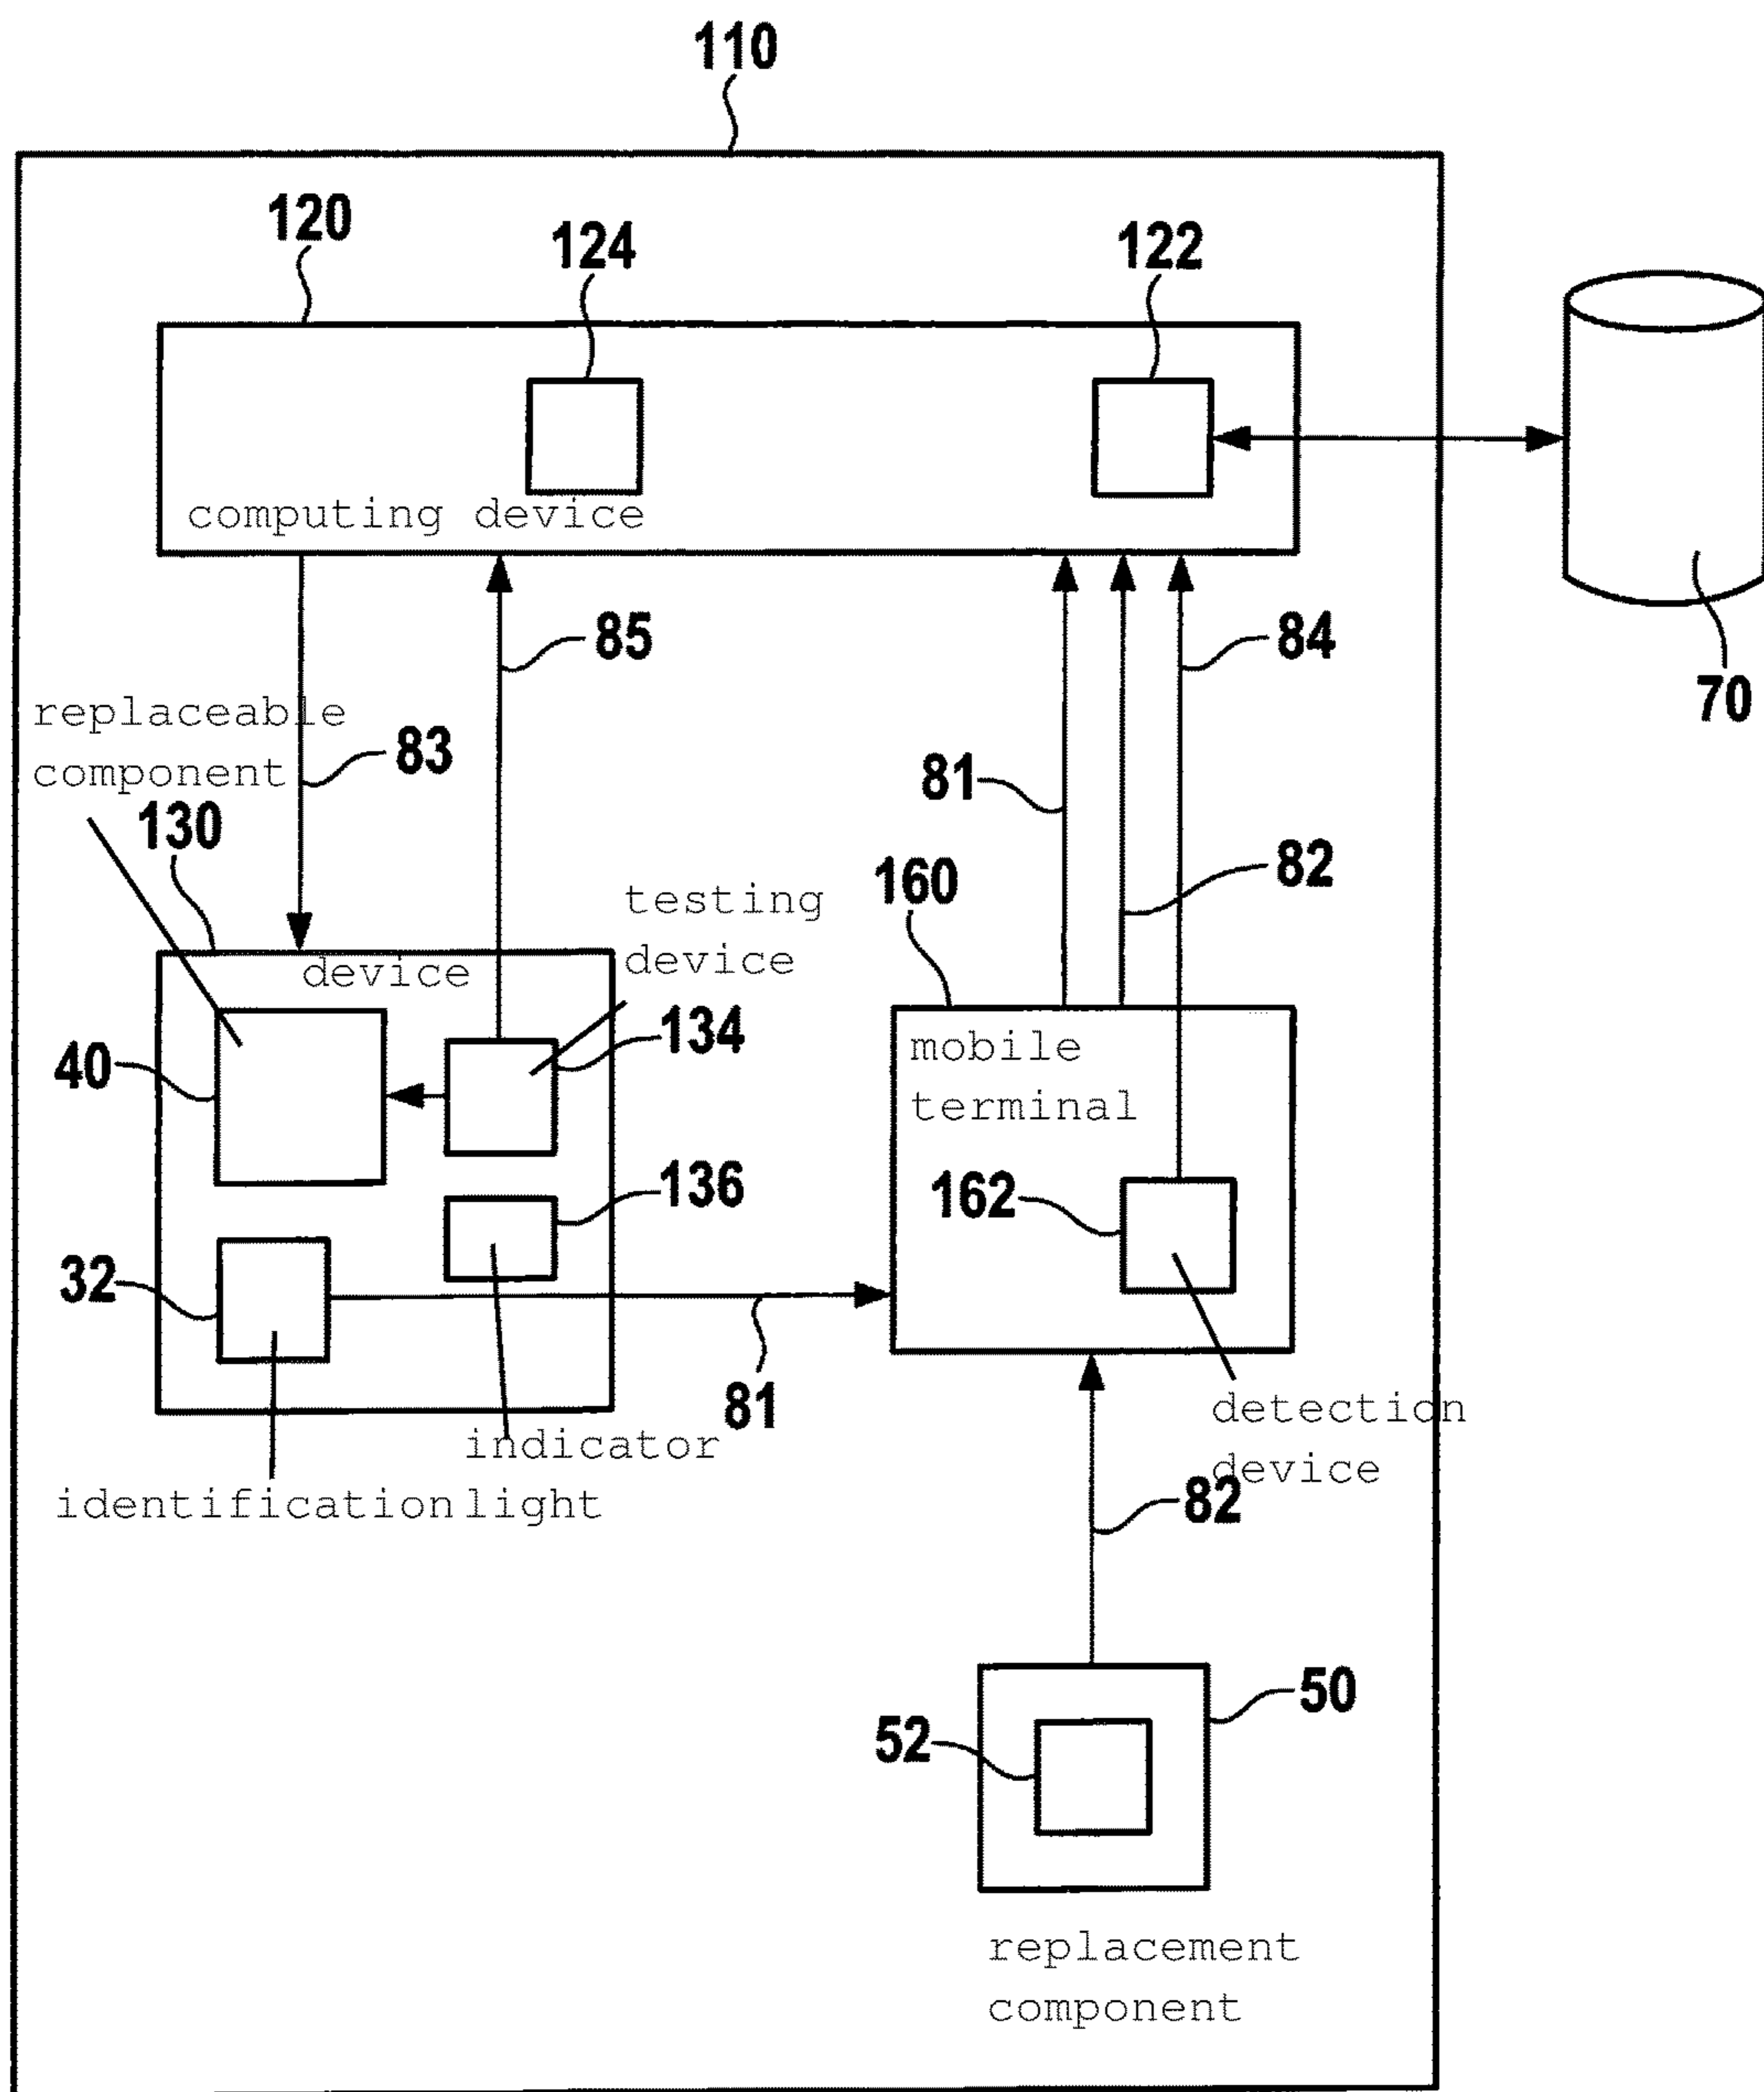 110
120
124
122
computing device
85
84
70
replaceable
component
83
81
130
82
160
testing
device
device
134
mobile
terminal
40
136
162
32
81
detection
device
indicator
identification light
82
50
52
replacement
component